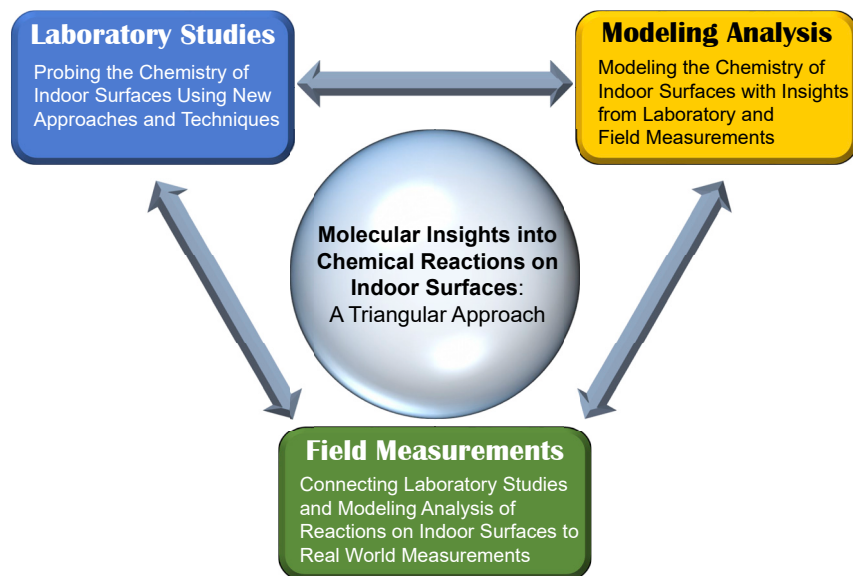 Laboratory Studies
Probing the Chemistry of
Indoor Surfaces Using New
Approaches and Techniques
Modeling Analysis
Modeling the Chemistry of
Indoor Surfaces with Insights
from Laboratory and
Field Measurements
Molecular Insights into
Chemical Reactions on
Indoor Surfaces:
A Triangular Approach
Field Measurements
Connecting Laboratory Studies
and Modeling Analysis of
Reactions on Indoor Surfaces to
Real World Measurements